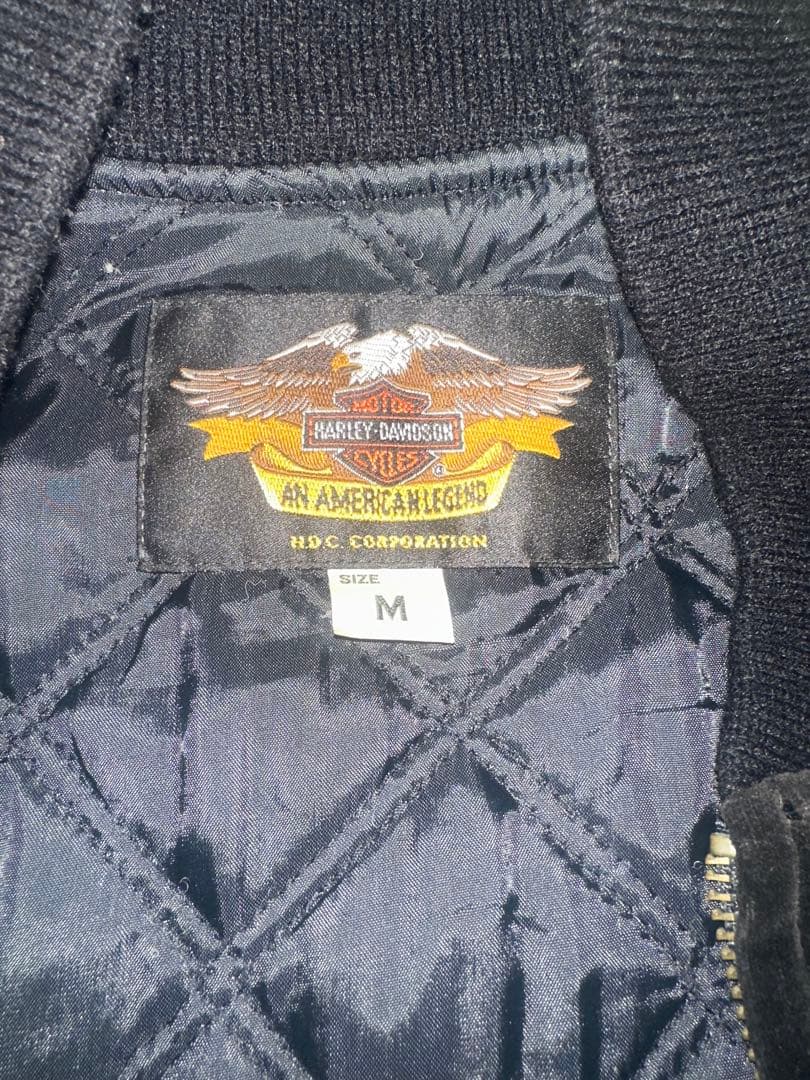 MOTOR
HARLEY-DAVIDSON
CYCLES
®
AN AMERICAN LEGEND
H.D.C. CORPORATION
SIZE
M